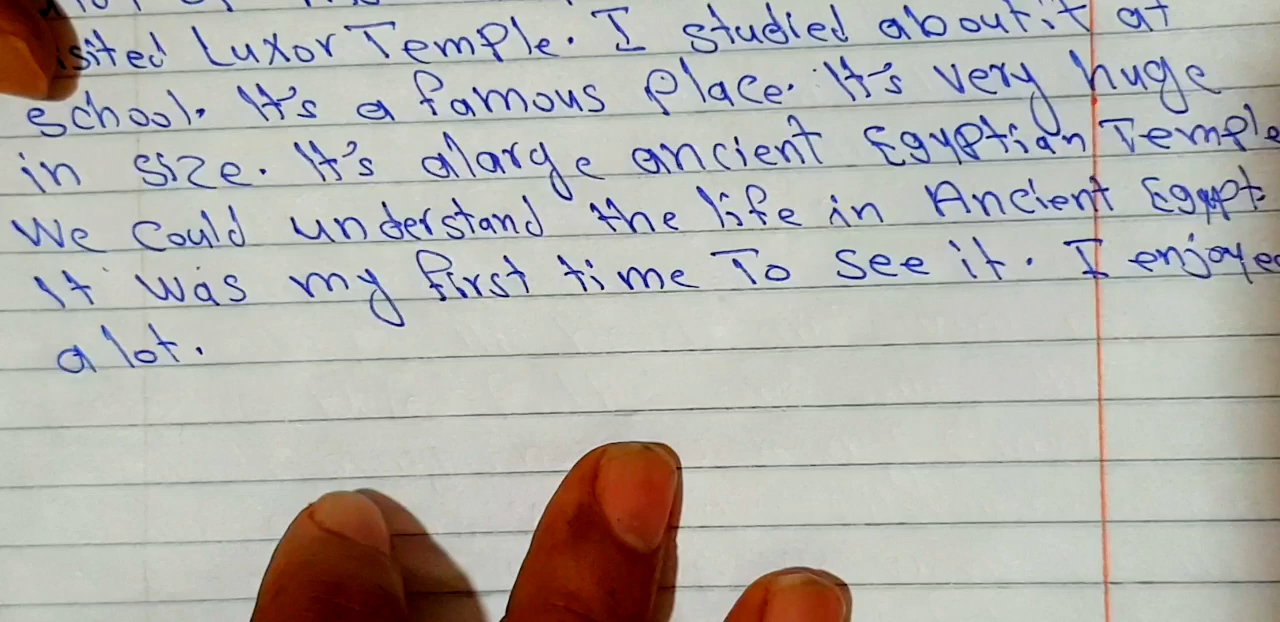 sited Luxor Temple. I studied about it at
school. It's a famous Place. It's very huge
in size. It's alarge ancient Egyptian Temple
We Could understand the life in Ancient Egypt.
It was my first time To see it. I enjoye
a lot.